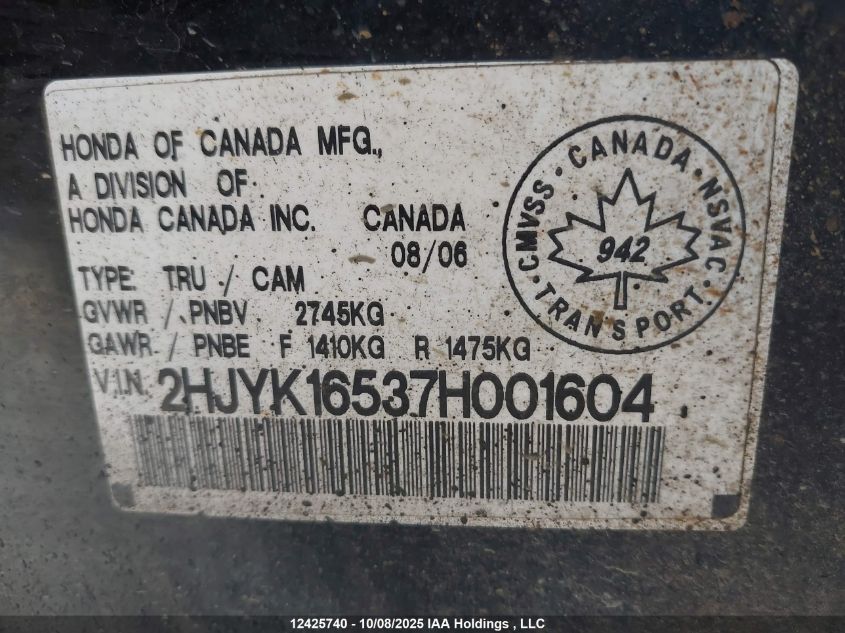 HONDA OF CANADA MFG.,
A DIVISION OF
HONDA CANADA INC. CANADA
08/06
TYPE: TRU / CAM
GVWR / PNBV 2745KG
GAWR / PNBE F 1410KG R 1475KG
V.I.N. 2HJYK16537H001604
CMVSS · CANADA · NSVAC
942
· TRANSPORT ·
12425740 - 10/08/2025 IAA Holdings , LLC